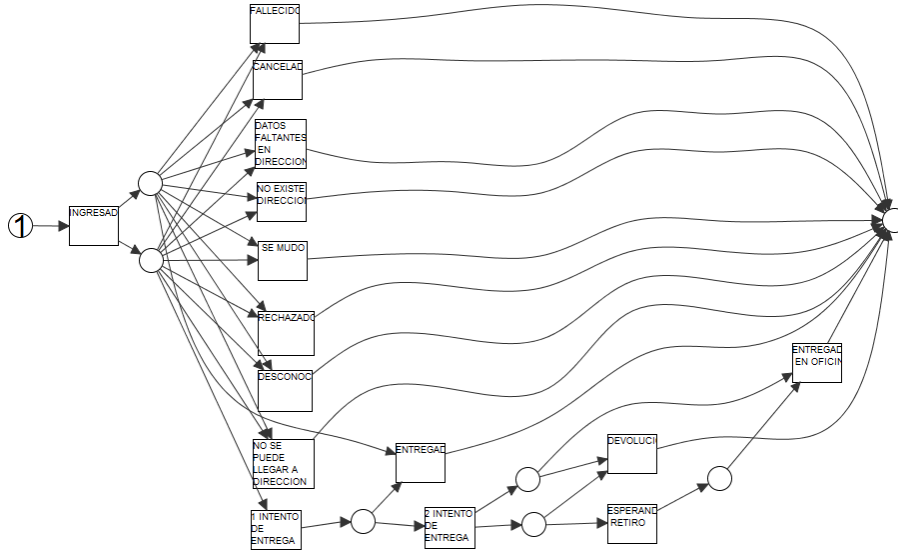 FALLECIDO
CANCELAD
DATOS
FALTANTES
EN
DIRECCION
NO EXISTE
DIRECCION
1
INGRESAD
SE MUDO
RECHAZADO
DESCONOC
ENTREGAD
EN OFICIN
NO SE
PUEDE
LLEGAR A
DIRECCION
ENTREGAD
DEVOLUCI
1 INTENTO
DE
ENTREGA
2 INTENTO
DE
ENTREGA
ESPERAND
RETIRO